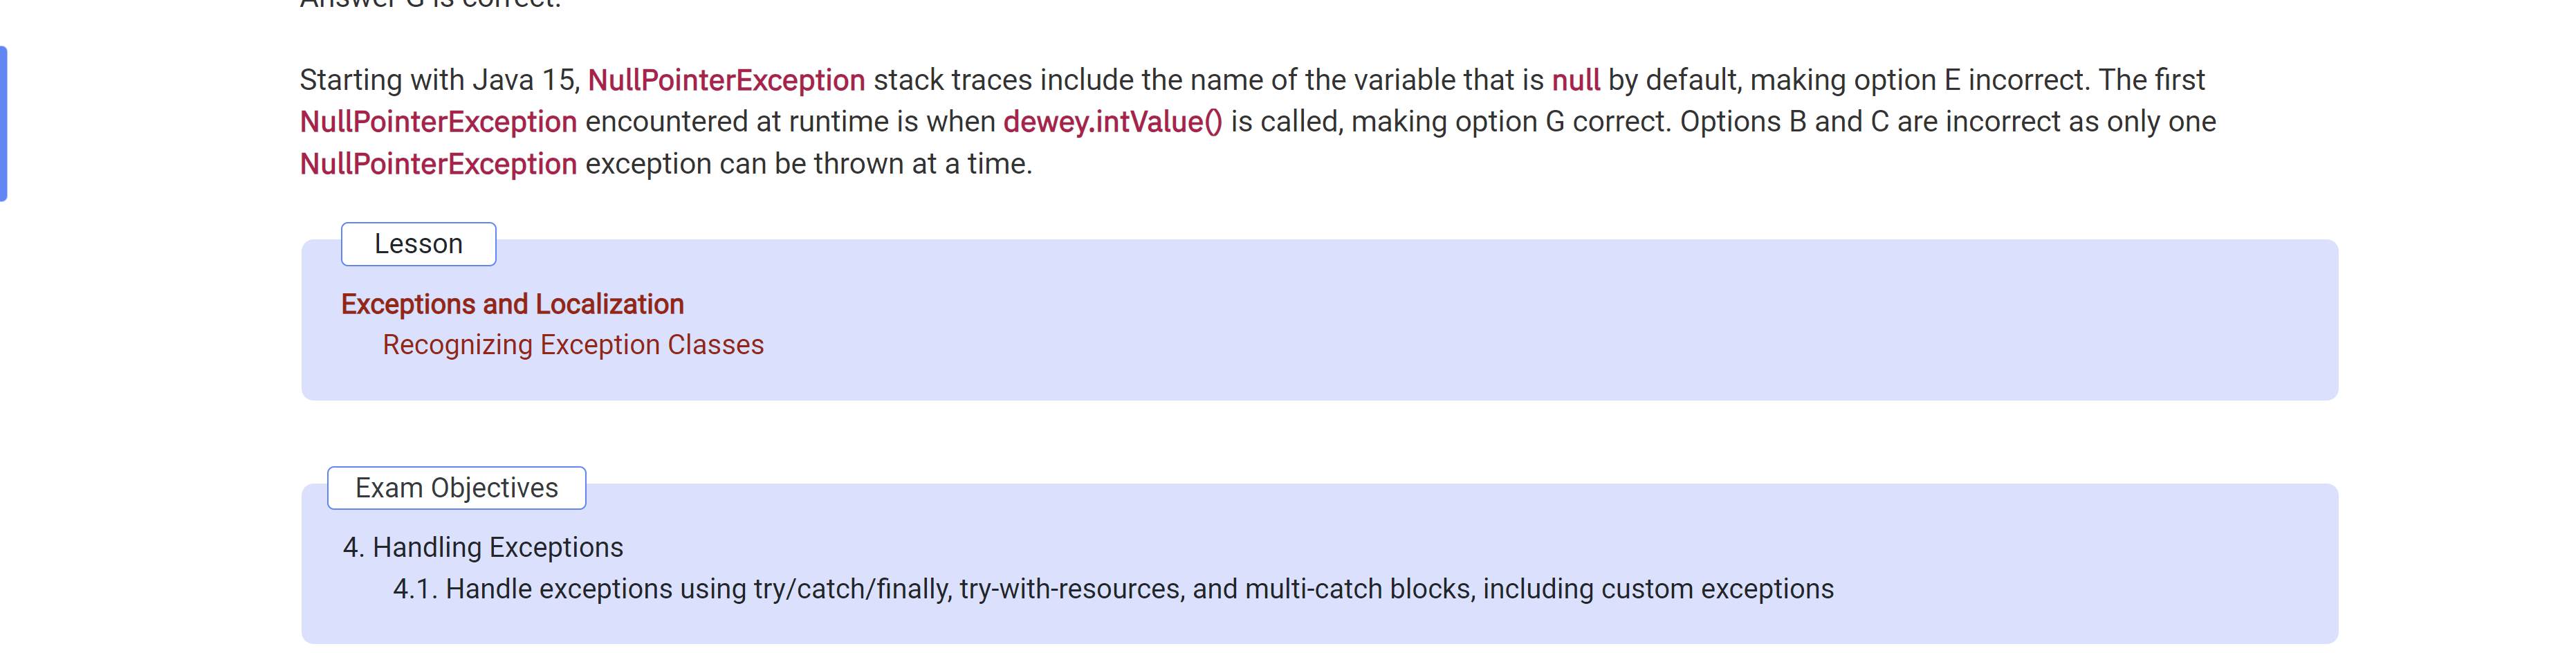 Answer G is correct.
Starting with Java 15, NullPointerException stack traces include the name of the variable that is null by default, making option E incorrect. The first
NullPointerException encountered at runtime is when dewey.intValue() is called, making option G correct. Options B and C are incorrect as only one
NullPointerException exception can be thrown at a time.
Lesson
Exceptions and Localization
Recognizing Exception Classes
Exam Objectives
4. Handling Exceptions
4.1. Handle exceptions using try/catch/finally, try-with-resources, and multi-catch blocks, including custom exceptions